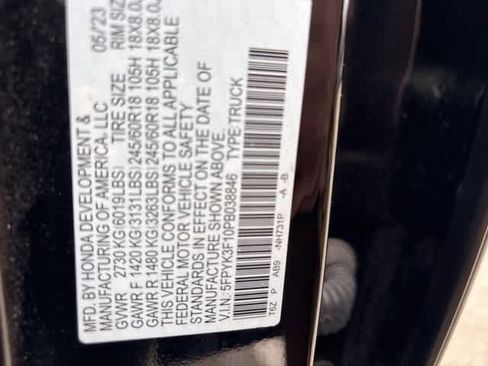 MFD. BY HONDA DEVELOPMENT & 05/23
MANUFACTURING OF AMERICA, LLC
GVWR 2730 KG(6019LBS) TIRE SIZE RIM SIZ
GAWR F 1420 KG(3131LBS) 245/60R18 105H 18X8.0J
GAWR R 1480 KG(3263LBS) 245/60R18 105H 18X8.0J
THIS VEHICLE CONFORMS TO ALL APPLICABLE
FEDERAL MOTOR VEHICLE SAFETY
STANDARDS IN EFFECT ON THE DATE OF
MANUFACTURE SHOWN ABOVE.
V.I.N.: 5FPYK3F10PB038846 TYPE:TRUCK
T6Z P AB9 -NH731P -A -B